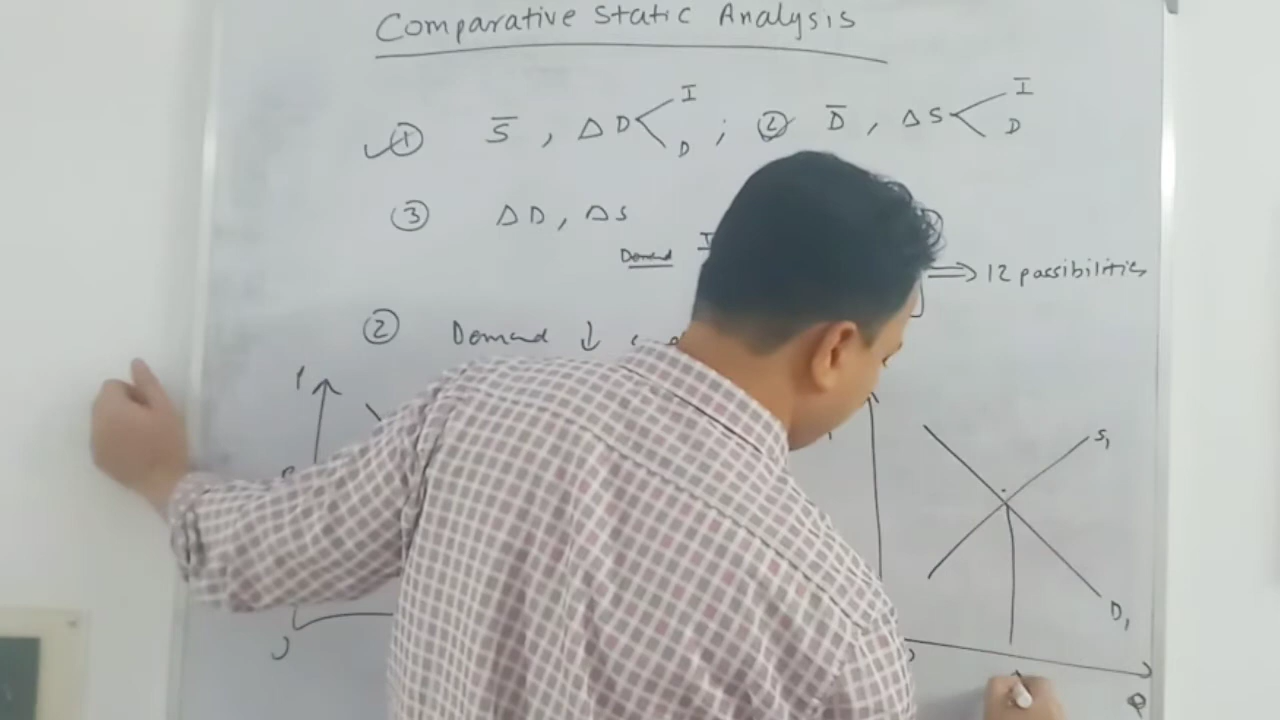 Comparative Static Analysis
① S̅ , ΔD I D ; ② D̅ , ΔS I D
③ ΔD , ΔS
Demand I
⇒ 12 possibilities
② Demand ↓
P
S₁
D₁
Q